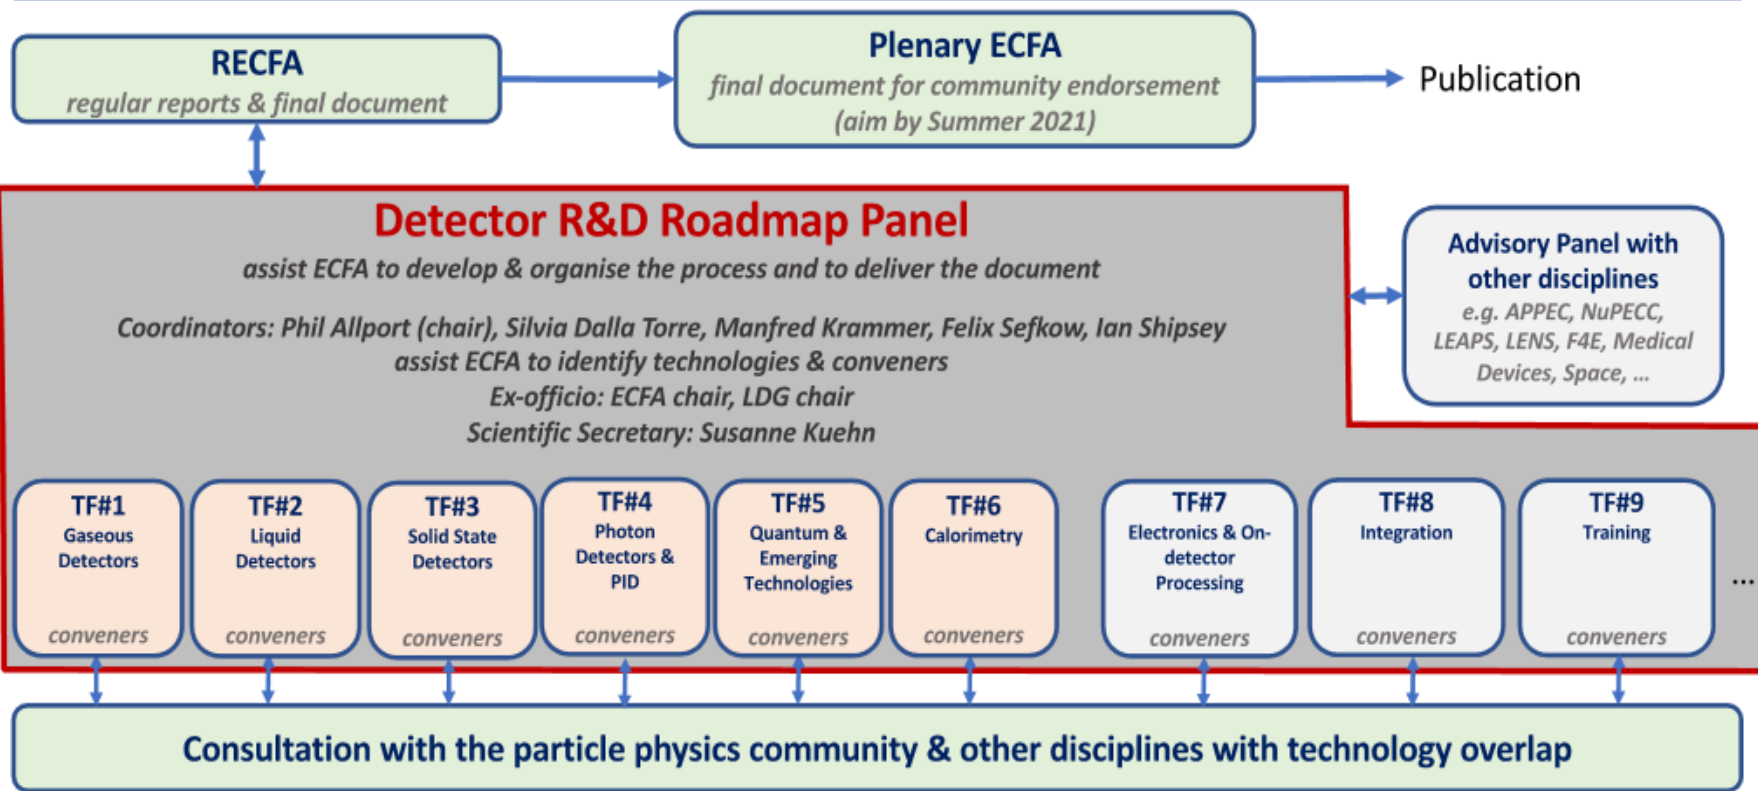 RECFA
regular reports & final document
Plenary ECFA
final document for community endorsement
(aim by Summer 2021)
Publication
Detector R&D Roadmap Panel
assist ECFA to develop & organise the process and to deliver the document
Coordinators: Phil Allport (chair), Silvia Dalla Torre, Manfred Krammer, Felix Sefkow, Ian Shipsey
assist ECFA to identify technologies & conveners
Ex-officio: ECFA chair, LDG chair
Scientific Secretary: Susanne Kuehn
Advisory Panel with
other disciplines
e.g. APPEC, NuPECC,
LEAPS, LENS, F4E, Medical
Devices, Space, ...
TF#1
Gaseous
Detectors
conveners
TF#2
Liquid
Detectors
conveners
TF#3
Solid State
Detectors
conveners
TF#4
Photon
Detectors &
PID
conveners
TF#5
Quantum &
Emerging
Technologies
conveners
TF#6
Calorimetry
conveners
TF#7
Electronics & On-
detector
Processing
conveners
TF#8
Integration
conveners
TF#9
Training
conveners
...
Consultation with the particle physics community & other disciplines with technology overlap